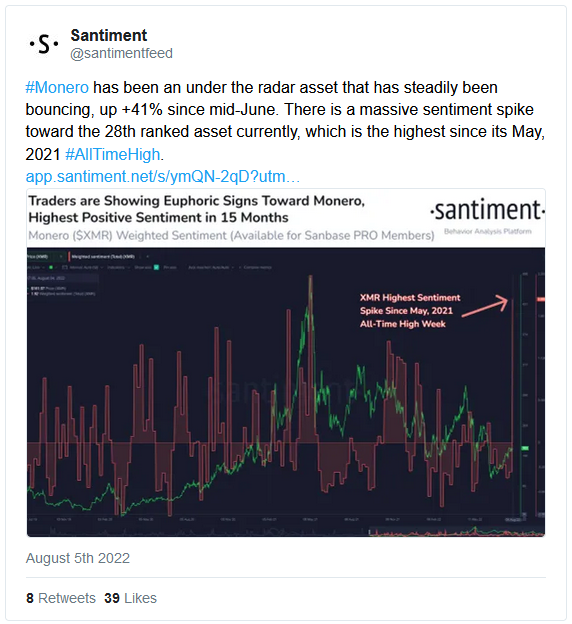 Santiment
@santimentfeed
#Monero has been an under the radar asset that has steadily been
bouncing, up +41% since mid-June. There is a massive sentiment spike
toward the 28th ranked asset currently, which is the highest since its May,
2021 #AllTimeHigh.
app.santiment.net/s/ymQN-2qD?utm…
Traders are Showing Euphoric Signs Toward Monero,
Highest Positive Sentiment in 15 Months
Monero ($XMR) Weighted Sentiment (Available for Sanbase PRO Members)
·santiment·
Behavior Analysis Platform
XMR Highest Sentiment
Spike Since May, 2021
All-Time High Week
·santiment·
August 5th 2022
8 Retweets 39 Likes